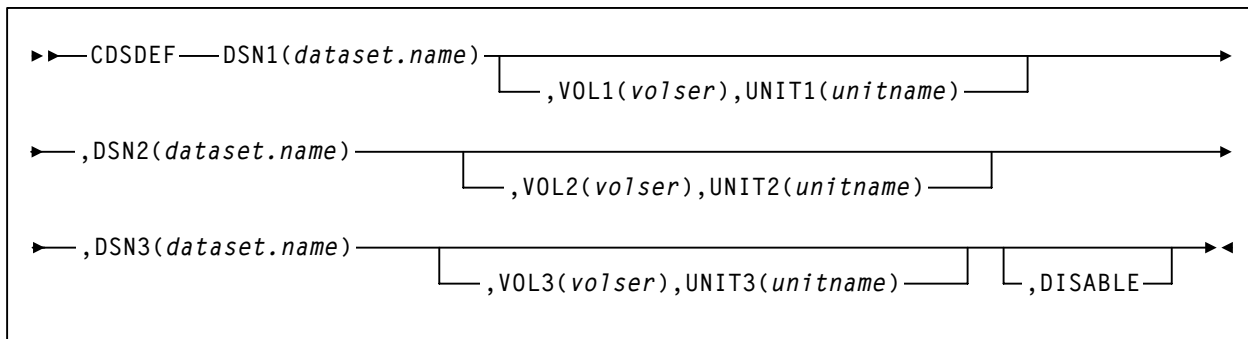 CDSDEF DSN1(dataset.name)
,VOL1(volser),UNIT1(unitname)
,DSN2(dataset.name)
,VOL2(volser),UNIT2(unitname)
,DSN3(dataset.name)
,VOL3(volser),UNIT3(unitname) ,DISABLE